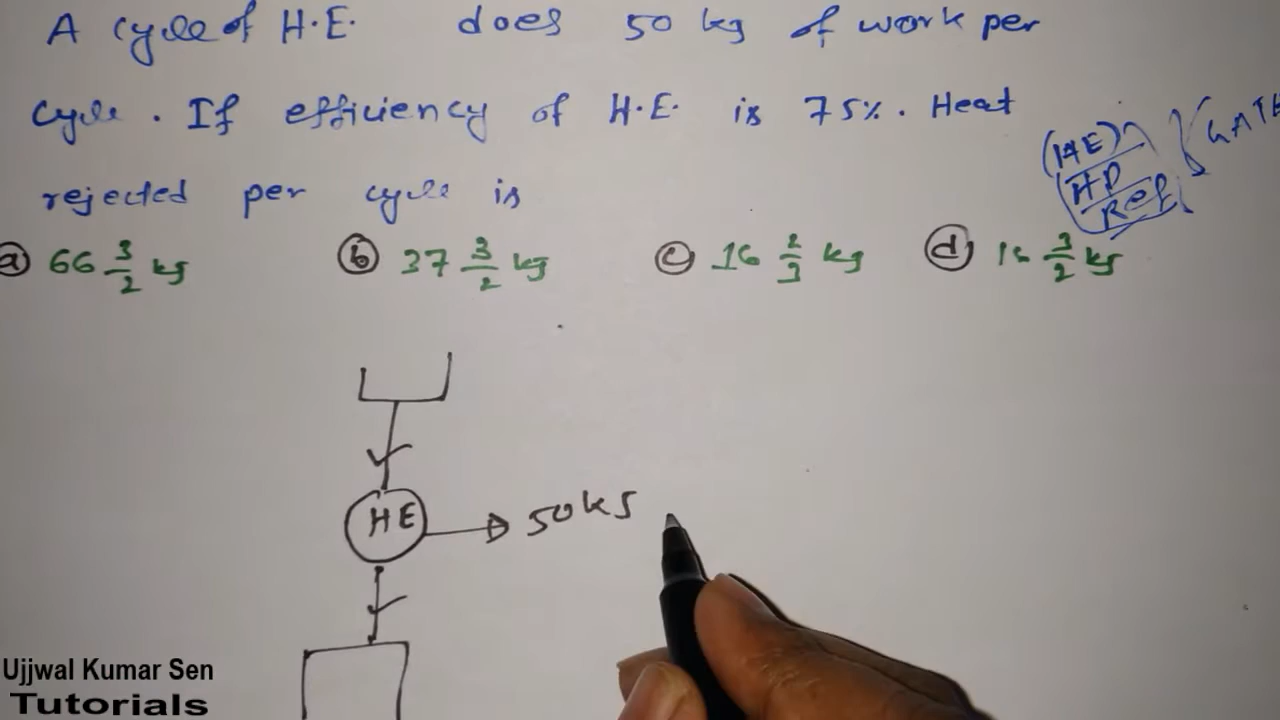 A cycle of H.E. does 50 kJ of work per
cycle. If efficiency of H.E. is 75%. Heat
rejected per cycle is
(HE)
HP
Ref
GATE
a 66 3/2 kJ b 37 3/2 kJ c 16 2/3 kJ d 16 3/2 kJ
HE 50 kJ
Ujjwal Kumar Sen
Tutorials